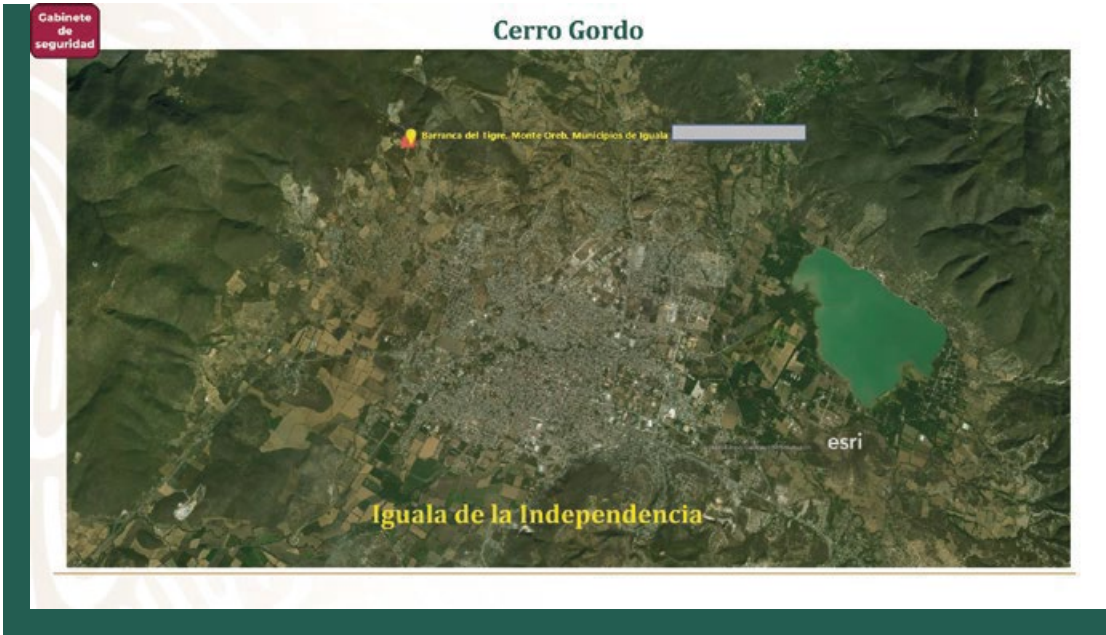 Gabinete
de
seguridad
Cerro Gordo
Barranca del Tigre, Monte Oreb, Municipios de Iguala
esri
Iguala de la Independencia